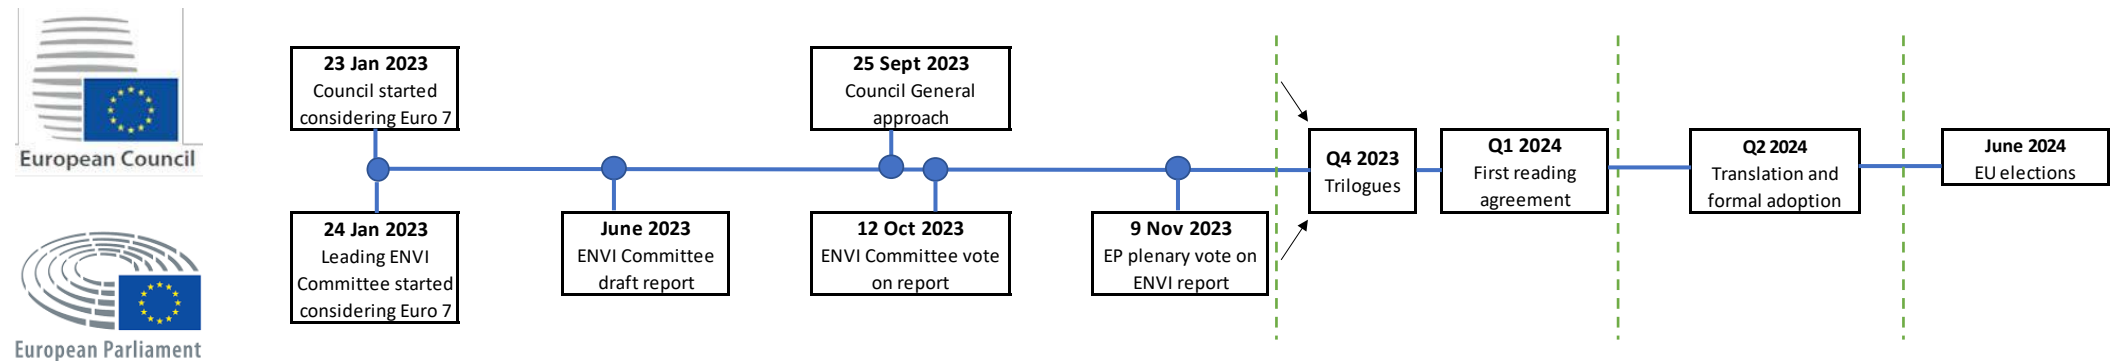 European Council
23 Jan 2023
Council started
considering Euro 7
25 Sept 2023
Council General
approach
Q4 2023
Trilogues
Q1 2024
First reading
agreement
Q2 2024
Translation and
formal adoption
June 2024
EU elections
European Parliament
24 Jan 2023
Leading ENVI
Committee started
considering Euro 7
June 2023
ENVI Committee
draft report
12 Oct 2023
ENVI Committee vote
on report
9 Nov 2023
EP plenary vote on
ENVI report